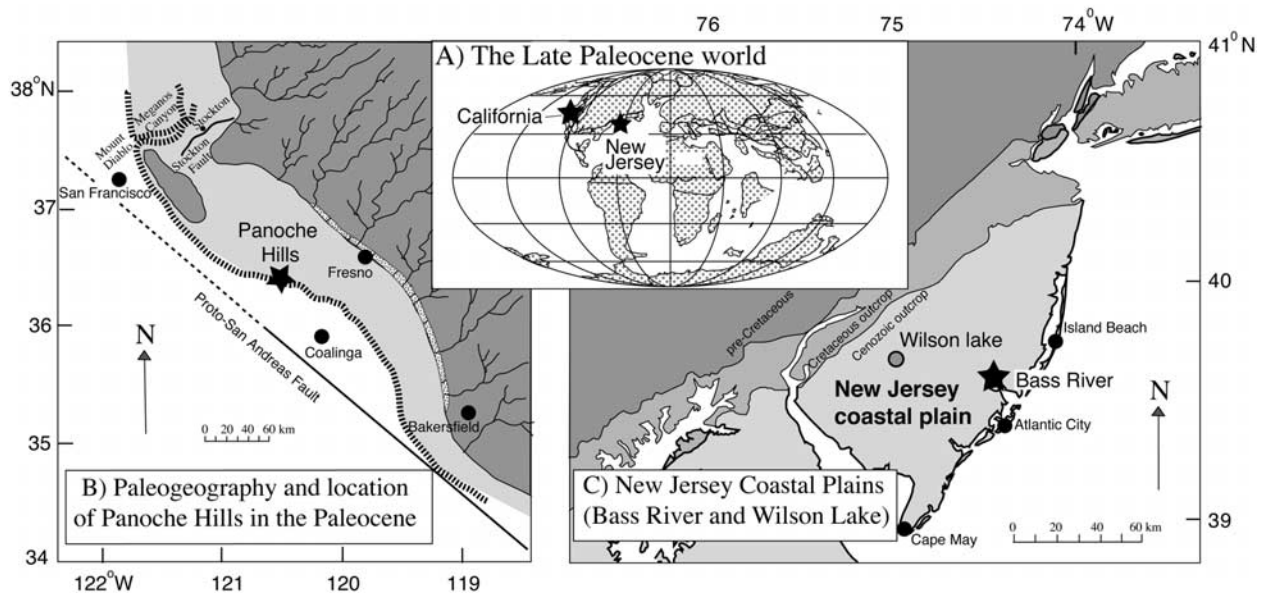 76
75
74°W
41°N
40
39
A) The Late Paleocene world
California
New
Jersey
38°N
37
36
35
34
122°W
121
120
119
Meganos
Canyon
Stockton
Mount
Diablo
Stockton
Fault
San Francisco
Panoche
Hills
Fresno
Proto-San Andreas Fault
Coalinga
Bakersfield
N
0 20 40 60 km
B) Paleogeography and location
of Panoche Hills in the Paleocene
pre-Cretaceous
Cretaceous outcrop
Cenozoic outcrop
Wilson lake
Island Beach
New Jersey
coastal plain
Bass River
Atlantic City
N
C) New Jersey Coastal Plains
(Bass River and Wilson Lake)
Cape May
0 20 40 60 km